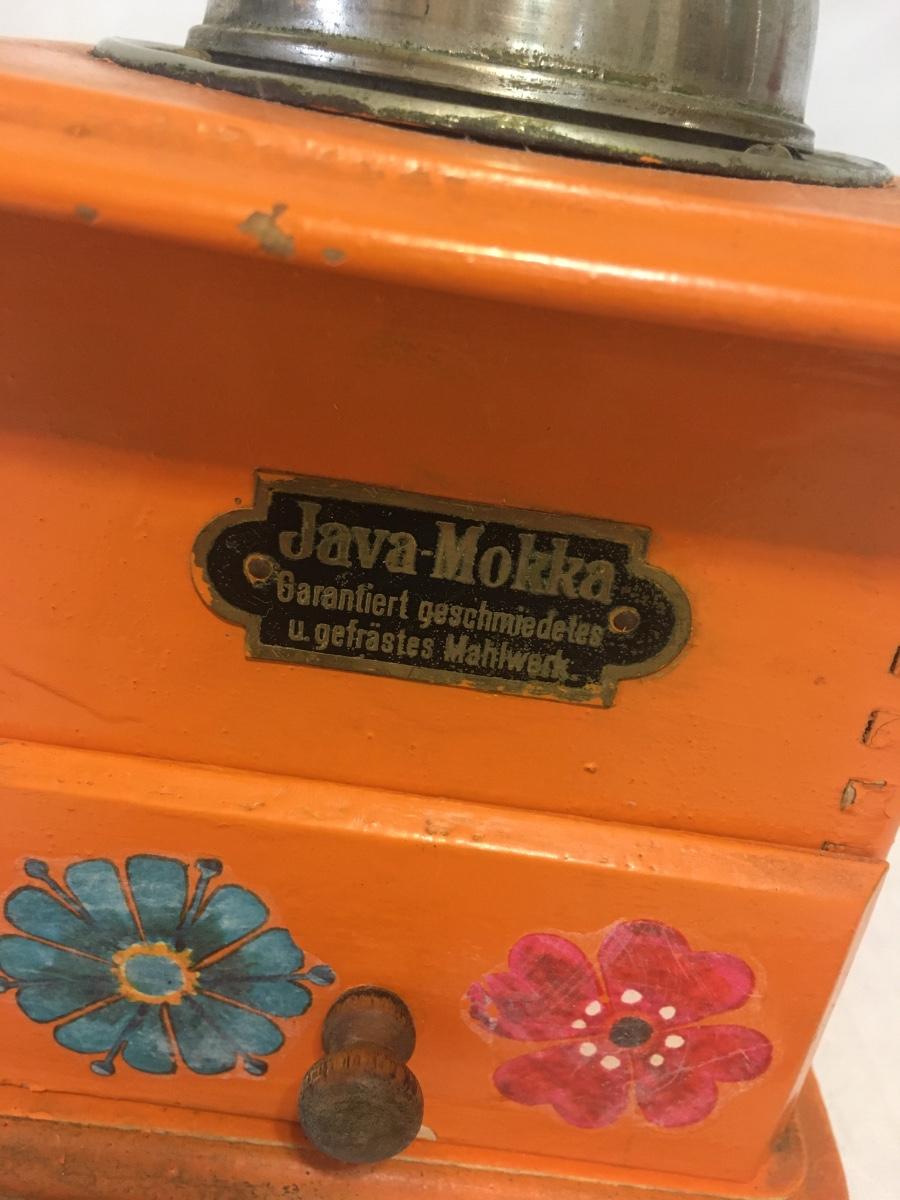 Java-Mokka
Garantiert geschmiedetes
u. gefrästes Mahlwerk